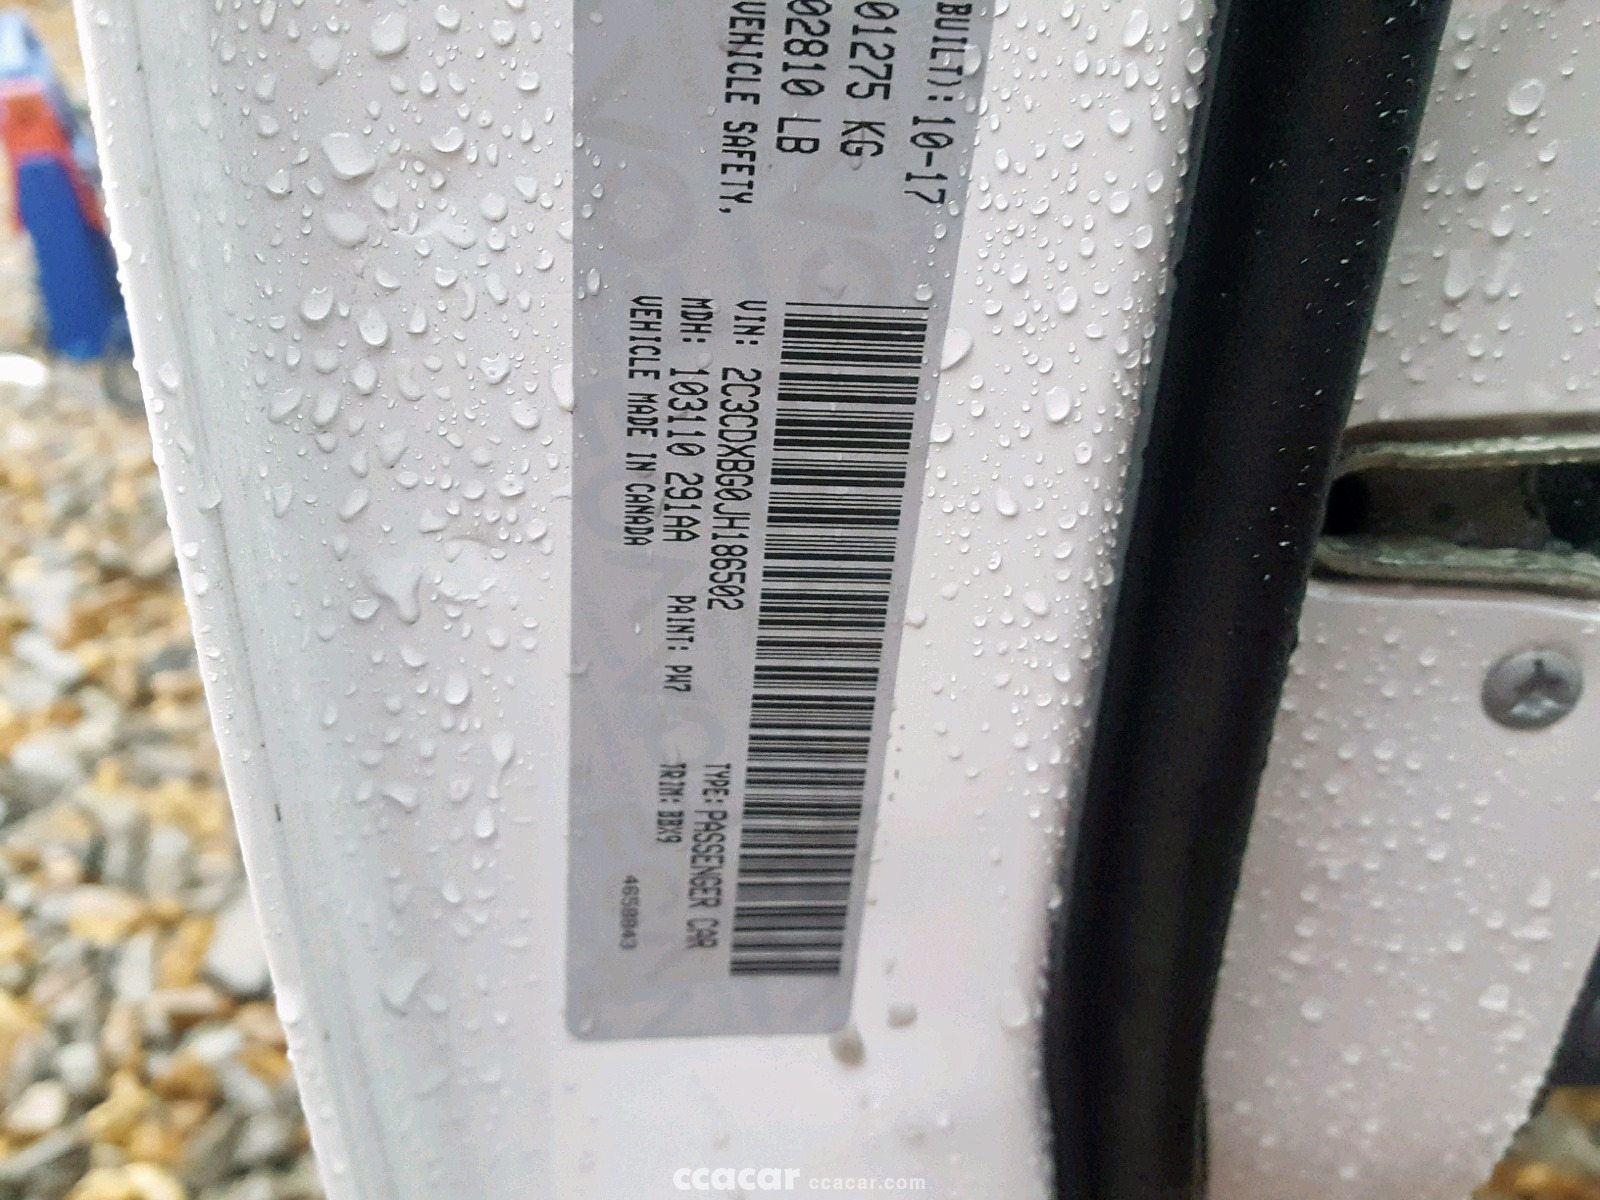 BUILT):10-17
01275 KG
02810 LB
VEHICLE SAFETY,
VIN: 2C3CDXBG0JH186502
TYPE: PASSENGER CAR
MDH: 103110 291AA PAINT: PW7 TRIM: BBX9
VEHICLE MADE IN CANADA
4658843
ccacar ccacar.com